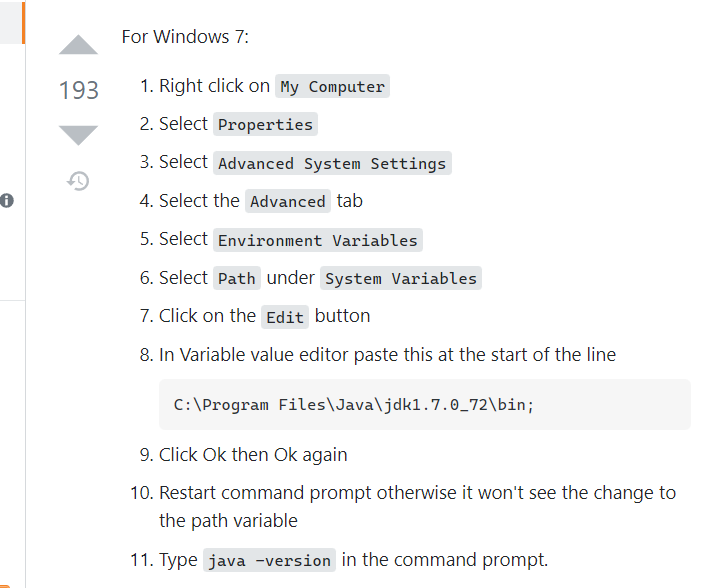 For Windows 7:
193
1. Right click on My Computer
2. Select Properties
3. Select Advanced System Settings
4. Select the Advanced tab
5. Select Environment Variables
6. Select Path under System Variables
7. Click on the Edit button
8. In Variable value editor paste this at the start of the line
C:\Program Files\Java\jdk1.7.0_72\bin;
9. Click Ok then Ok again
10. Restart command prompt otherwise it won't see the change to
the path variable
11. Type java -version in the command prompt.